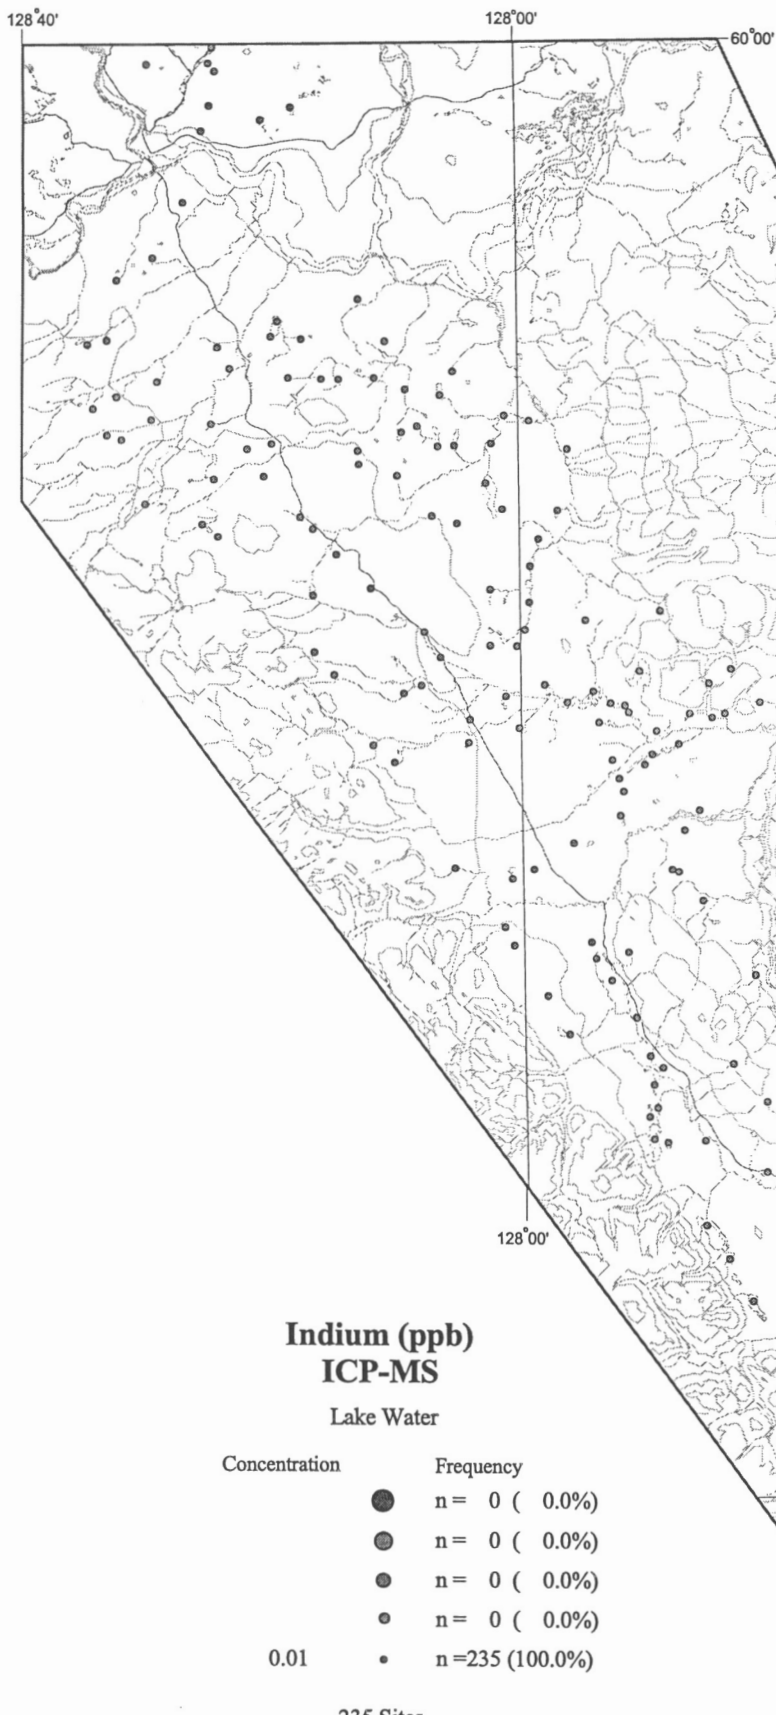 128°40'
128°00'
60°00'
128°00'
Indium (ppb)
ICP-MS
Lake Water
Concentration Frequency
n = 0 ( 0.0%)
n = 0 ( 0.0%)
n = 0 ( 0.0%)
n = 0 ( 0.0%)
0.01 n =235 (100.0%)
235 Sites